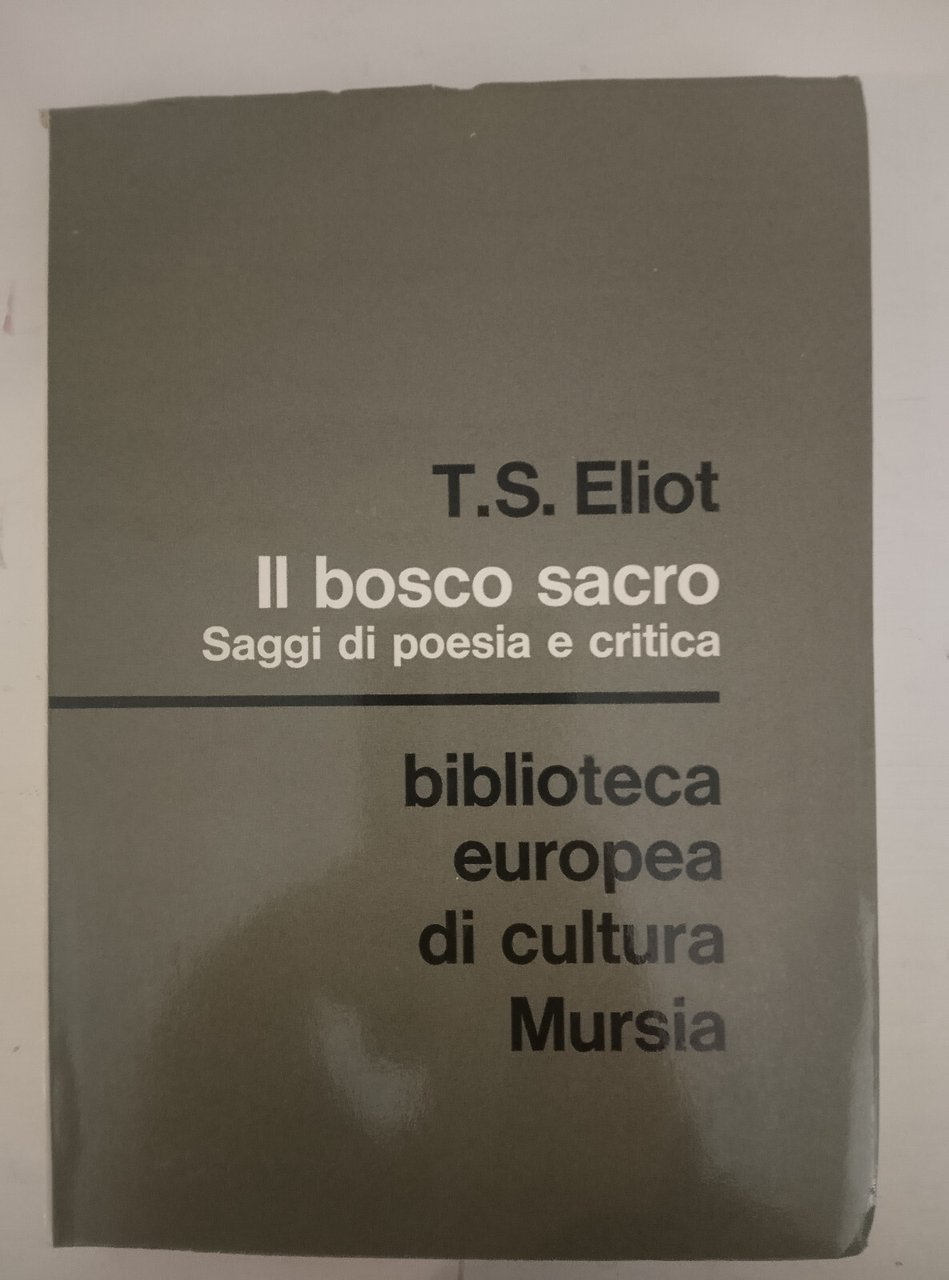 T.S. Eliot
Il bosco sacro
Saggi di poesia e critica
biblioteca
europea
di cultura
Mursia